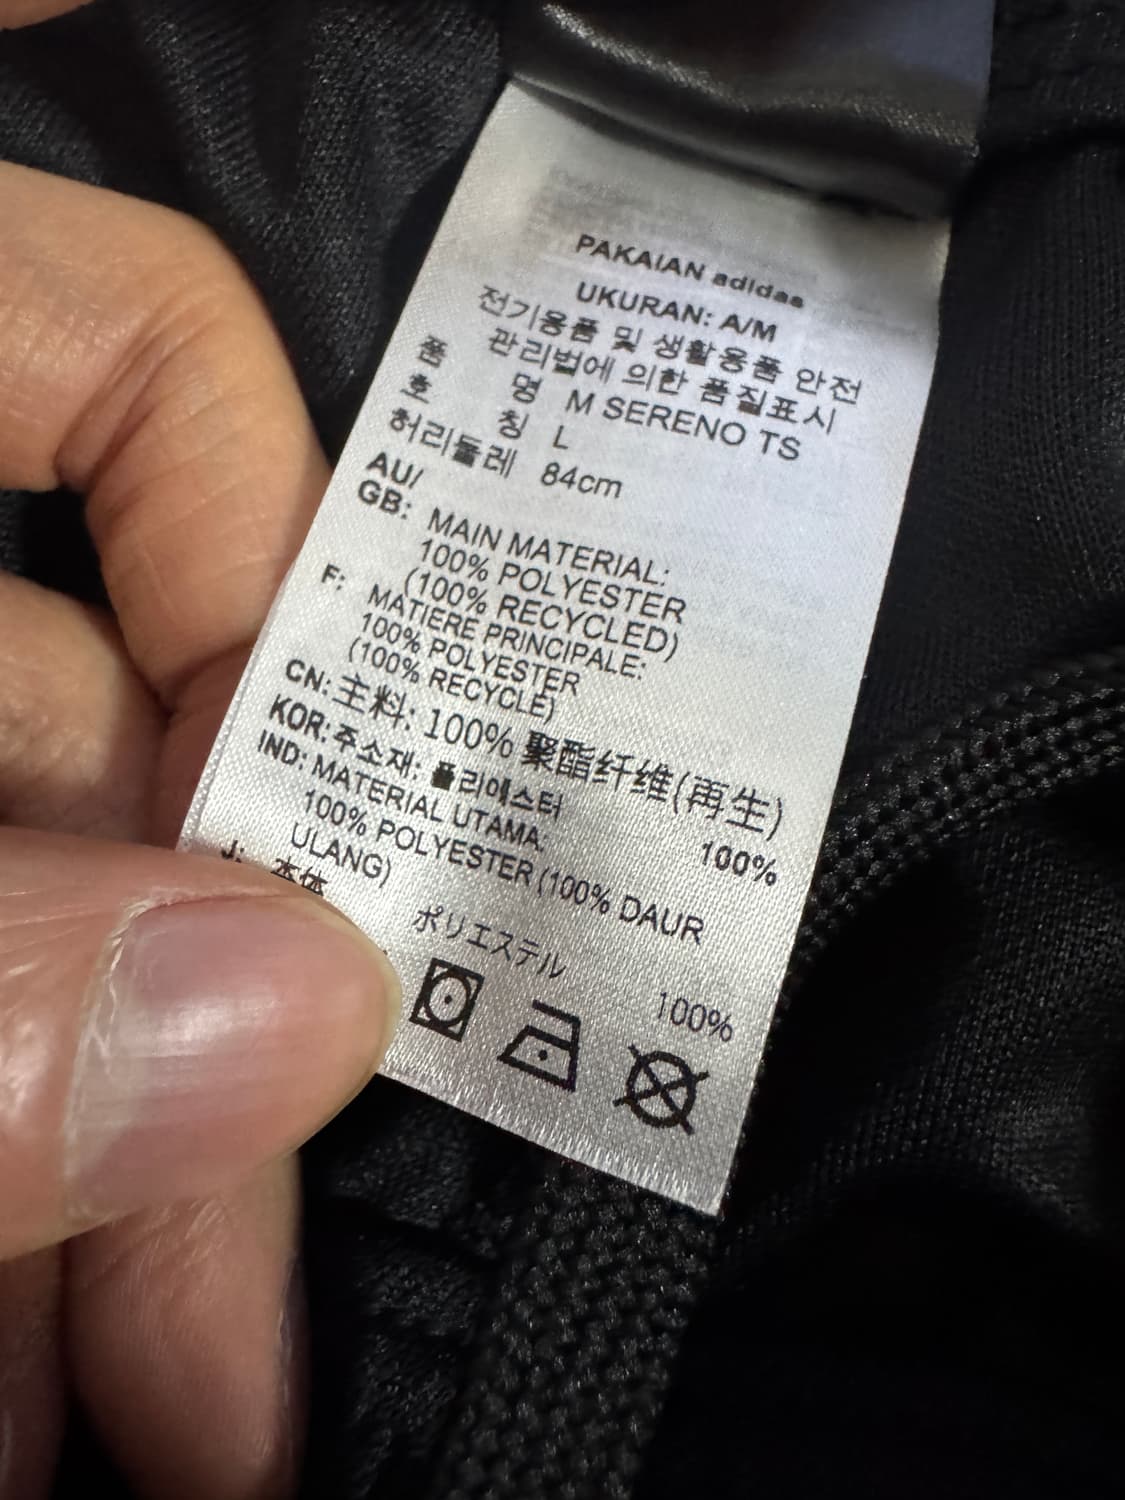 PAKAIAN adidas
UKURAN: A/M
전기용품 및 생활용품 안전
관리법에 의한 품질표시
품 명 M SERENO TS
호 칭 L
허리둘레 84cm
AU/
GB: MAIN MATERIAL:
100% POLYESTER
(100% RECYCLED)
F: MATIERE PRINCIPALE:
100% POLYESTER
(100% RECYCLE)
CN: 主料: 100% 聚酯纤维(再生)
KOR: 주소재: 폴리에스터 100%
IND: MATERIAL UTAMA:
100% POLYESTER (100% DAUR
ULANG)
J: 本体
ポリエステル 100%